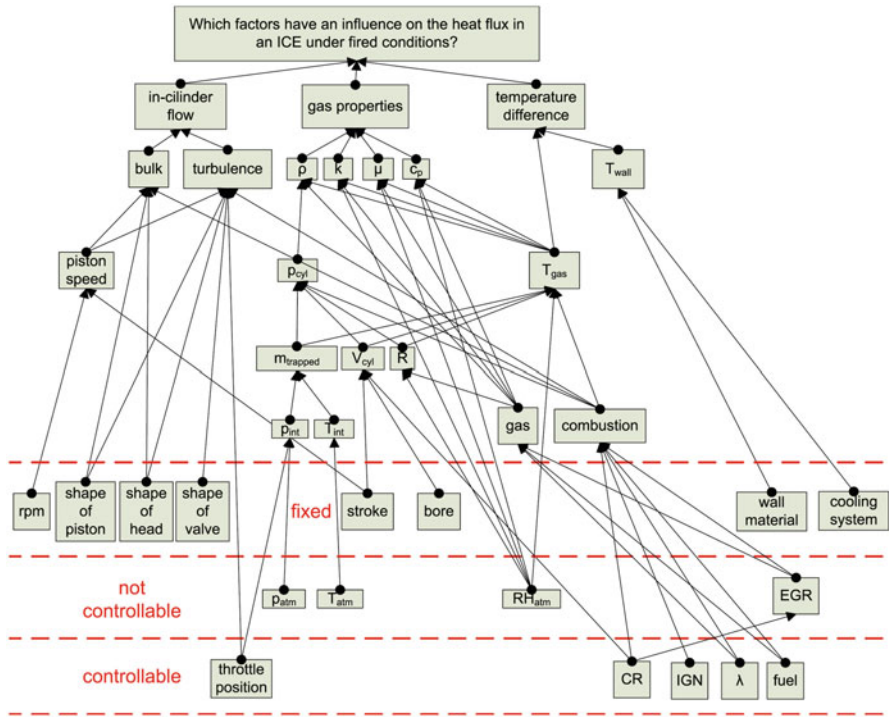 Which factors have an influence on the heat flux in
an ICE under fired conditions?
in-cilinder
flow
gas properties
temperature
difference
bulk
turbulence
ρ
k
μ
cp
Twall
piston
speed
pcyl
Tgas
mtrapped
Vcyl
R
pint
Tint
gas
combustion
rpm
shape
of
piston
shape
of
head
shape
of
valve
fixed
stroke
bore
wall
material
cooling
system
not
controllable
patm
Tatm
RHatm
EGR
controllable
throttle
position
CR
IGN
λ
fuel